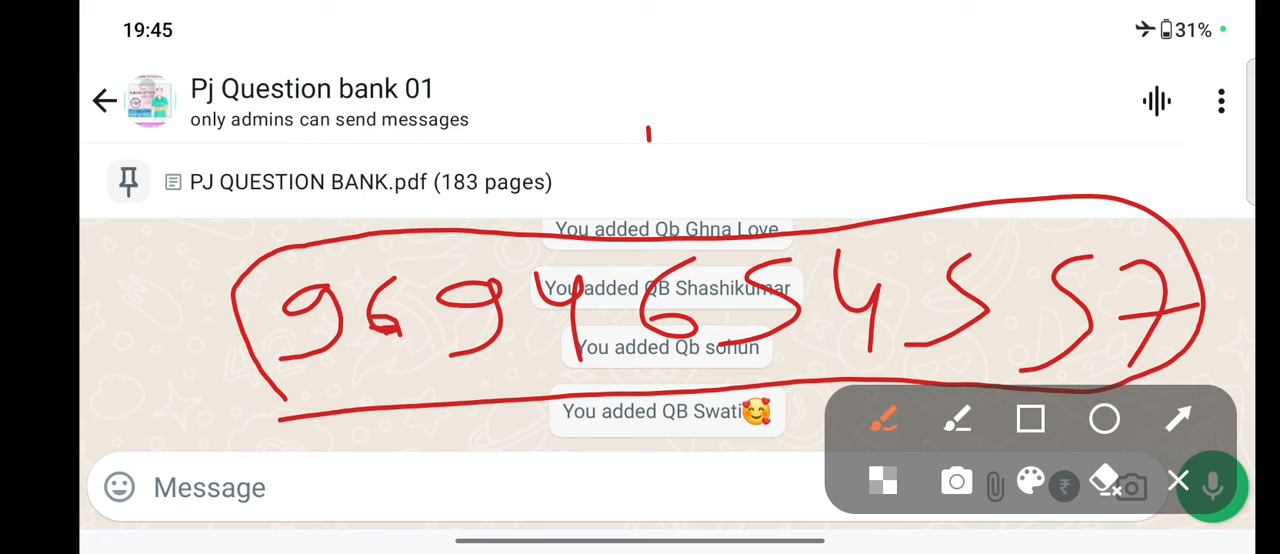 19:45
31%
Pj Question bank 01
only admins can send messages
PJ QUESTION BANK.pdf (183 pages)
You added Qb Ghna Love
You added QB Shashikumar
9694654557
You added Qb sohun
You added QB Swati🥰
Message